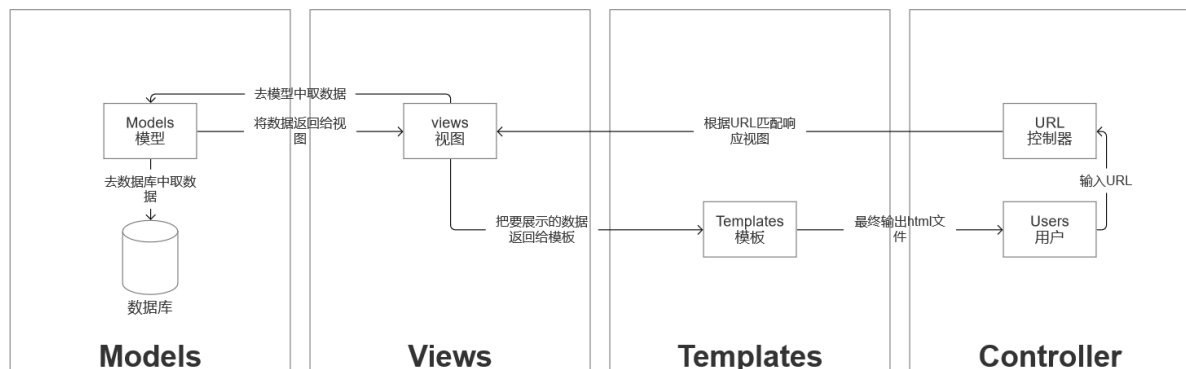 去模型中取数据
Models
模型
将数据返回给视
图
views
视图
根据URL匹配响
应视图
URL
控制器
去数据库中取数
据
输入URL
把要展示的数据
返回给模板
Templates
模板
最终输出html文
件
Users
用户
数据库
Models
Views
Templates
Controller